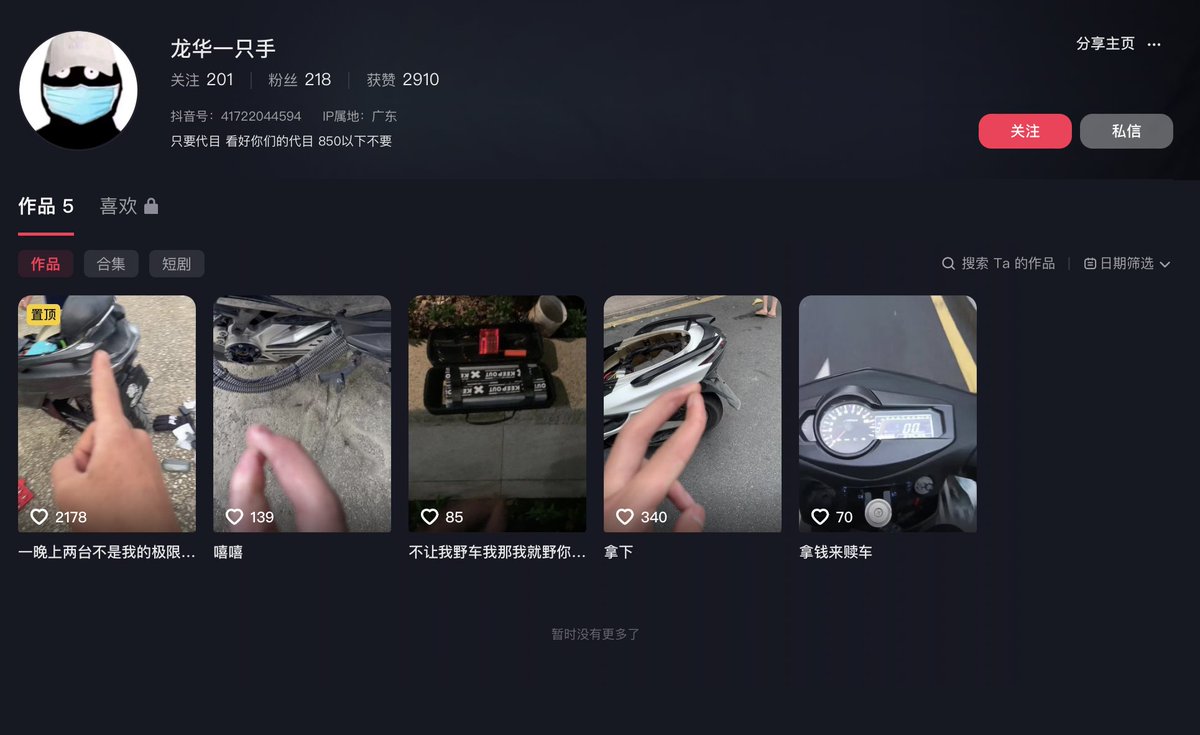 龙华一只手
分享主页 ···
关注 201 粉丝 218 获赞 2910
抖音号：41722044594 IP属地：广东
只要代目 看好你们的代目 850以下不要
关注 私信
作品 5 喜欢
作品 合集 短剧
搜索 Ta 的作品 日期筛选
置顶
KEEP OUT
KEEP OUT
00
2178
139
85
340
70
一晚上两台不是我的极限...
嘻嘻
不让我野车我那我就野你...
拿下
拿钱来赎车
暂时没有更多了